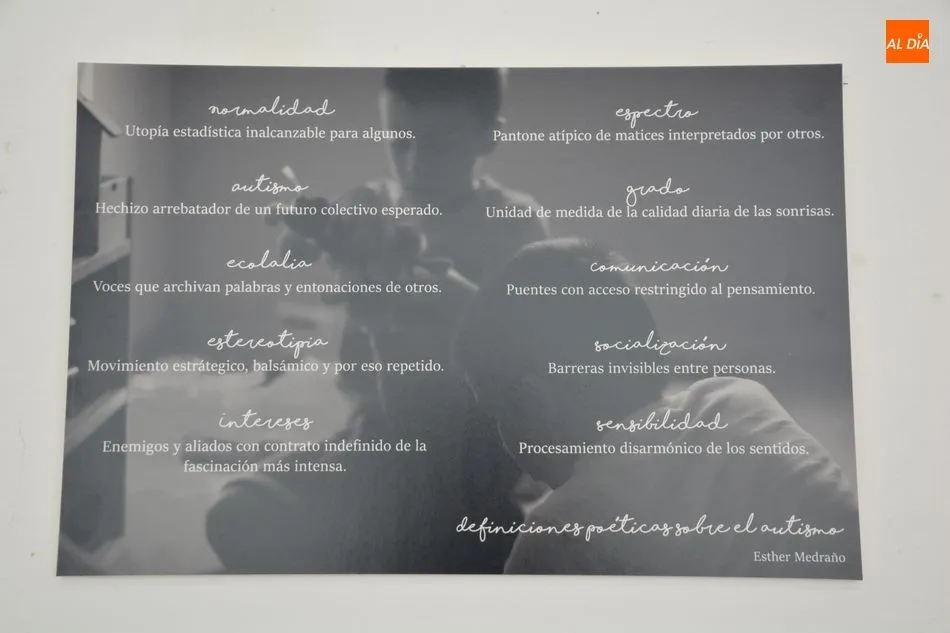 AL DÍA
normalidad
Utopía estadística inalcanzable para algunos.
autismo
Hechizo arrebatador de un futuro colectivo esperado.
ecolalia
Voces que archivan palabras y entonaciones de otros.
estereotipia
Movimiento estrátegico, balsámico y por eso repetido.
intereses
Enemigos y aliados con contrato indefinido de la
fascinación más intensa.
espectro
Pantone atípico de matices interpretados por otros.
grado
Unidad de medida de la calidad diaria de las sonrisas.
comunicación
Puentes con acceso restringido al pensamiento.
socialización
Barreras invisibles entre personas.
sensibilidad
Procesamiento disarmónico de los sentidos.
definiciones poéticas sobre el autismo
Esther Medraño